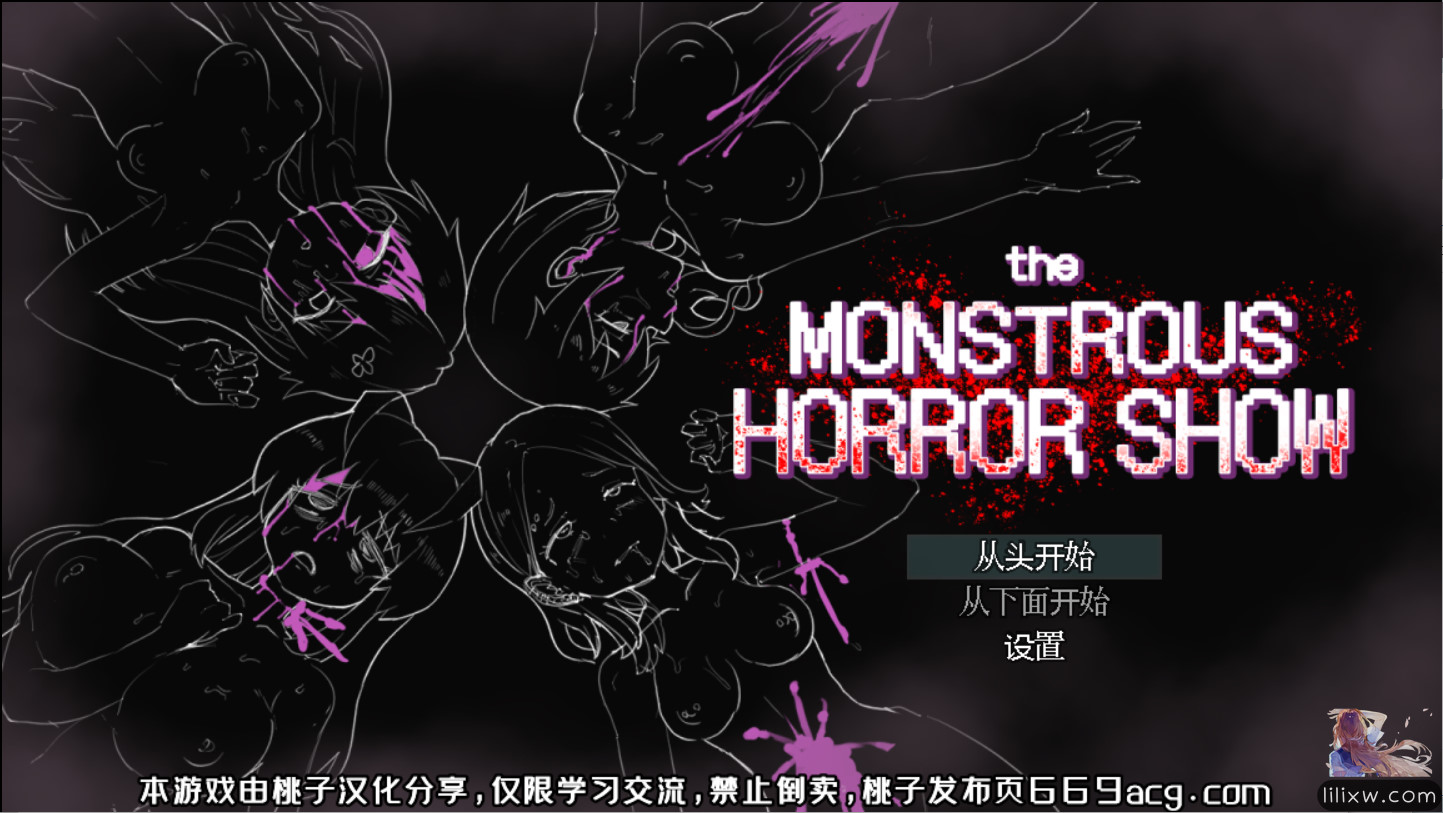 the
MONSTROUS
HORROR SHOW
从头开始
从下面开始
设置
本游戏由桃子汉化分享,仅限学习交流,禁止倒卖,桃子发布页669acg.com
lilixw.com